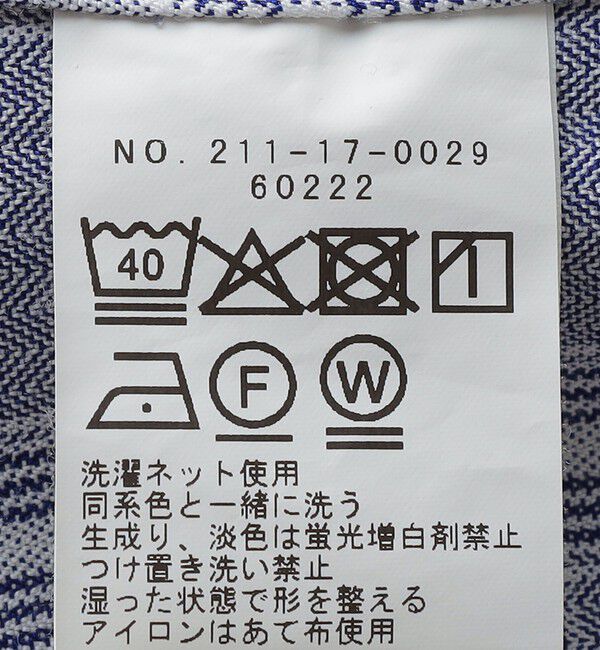 NO. 211-17-0029
60222
40
F W
洗濯ネット使用
同系色と一緒に洗う
生成り、淡色は蛍光増白剤禁止
つけ置き洗い禁止
湿った状態で形を整える
アイロンはあて布使用